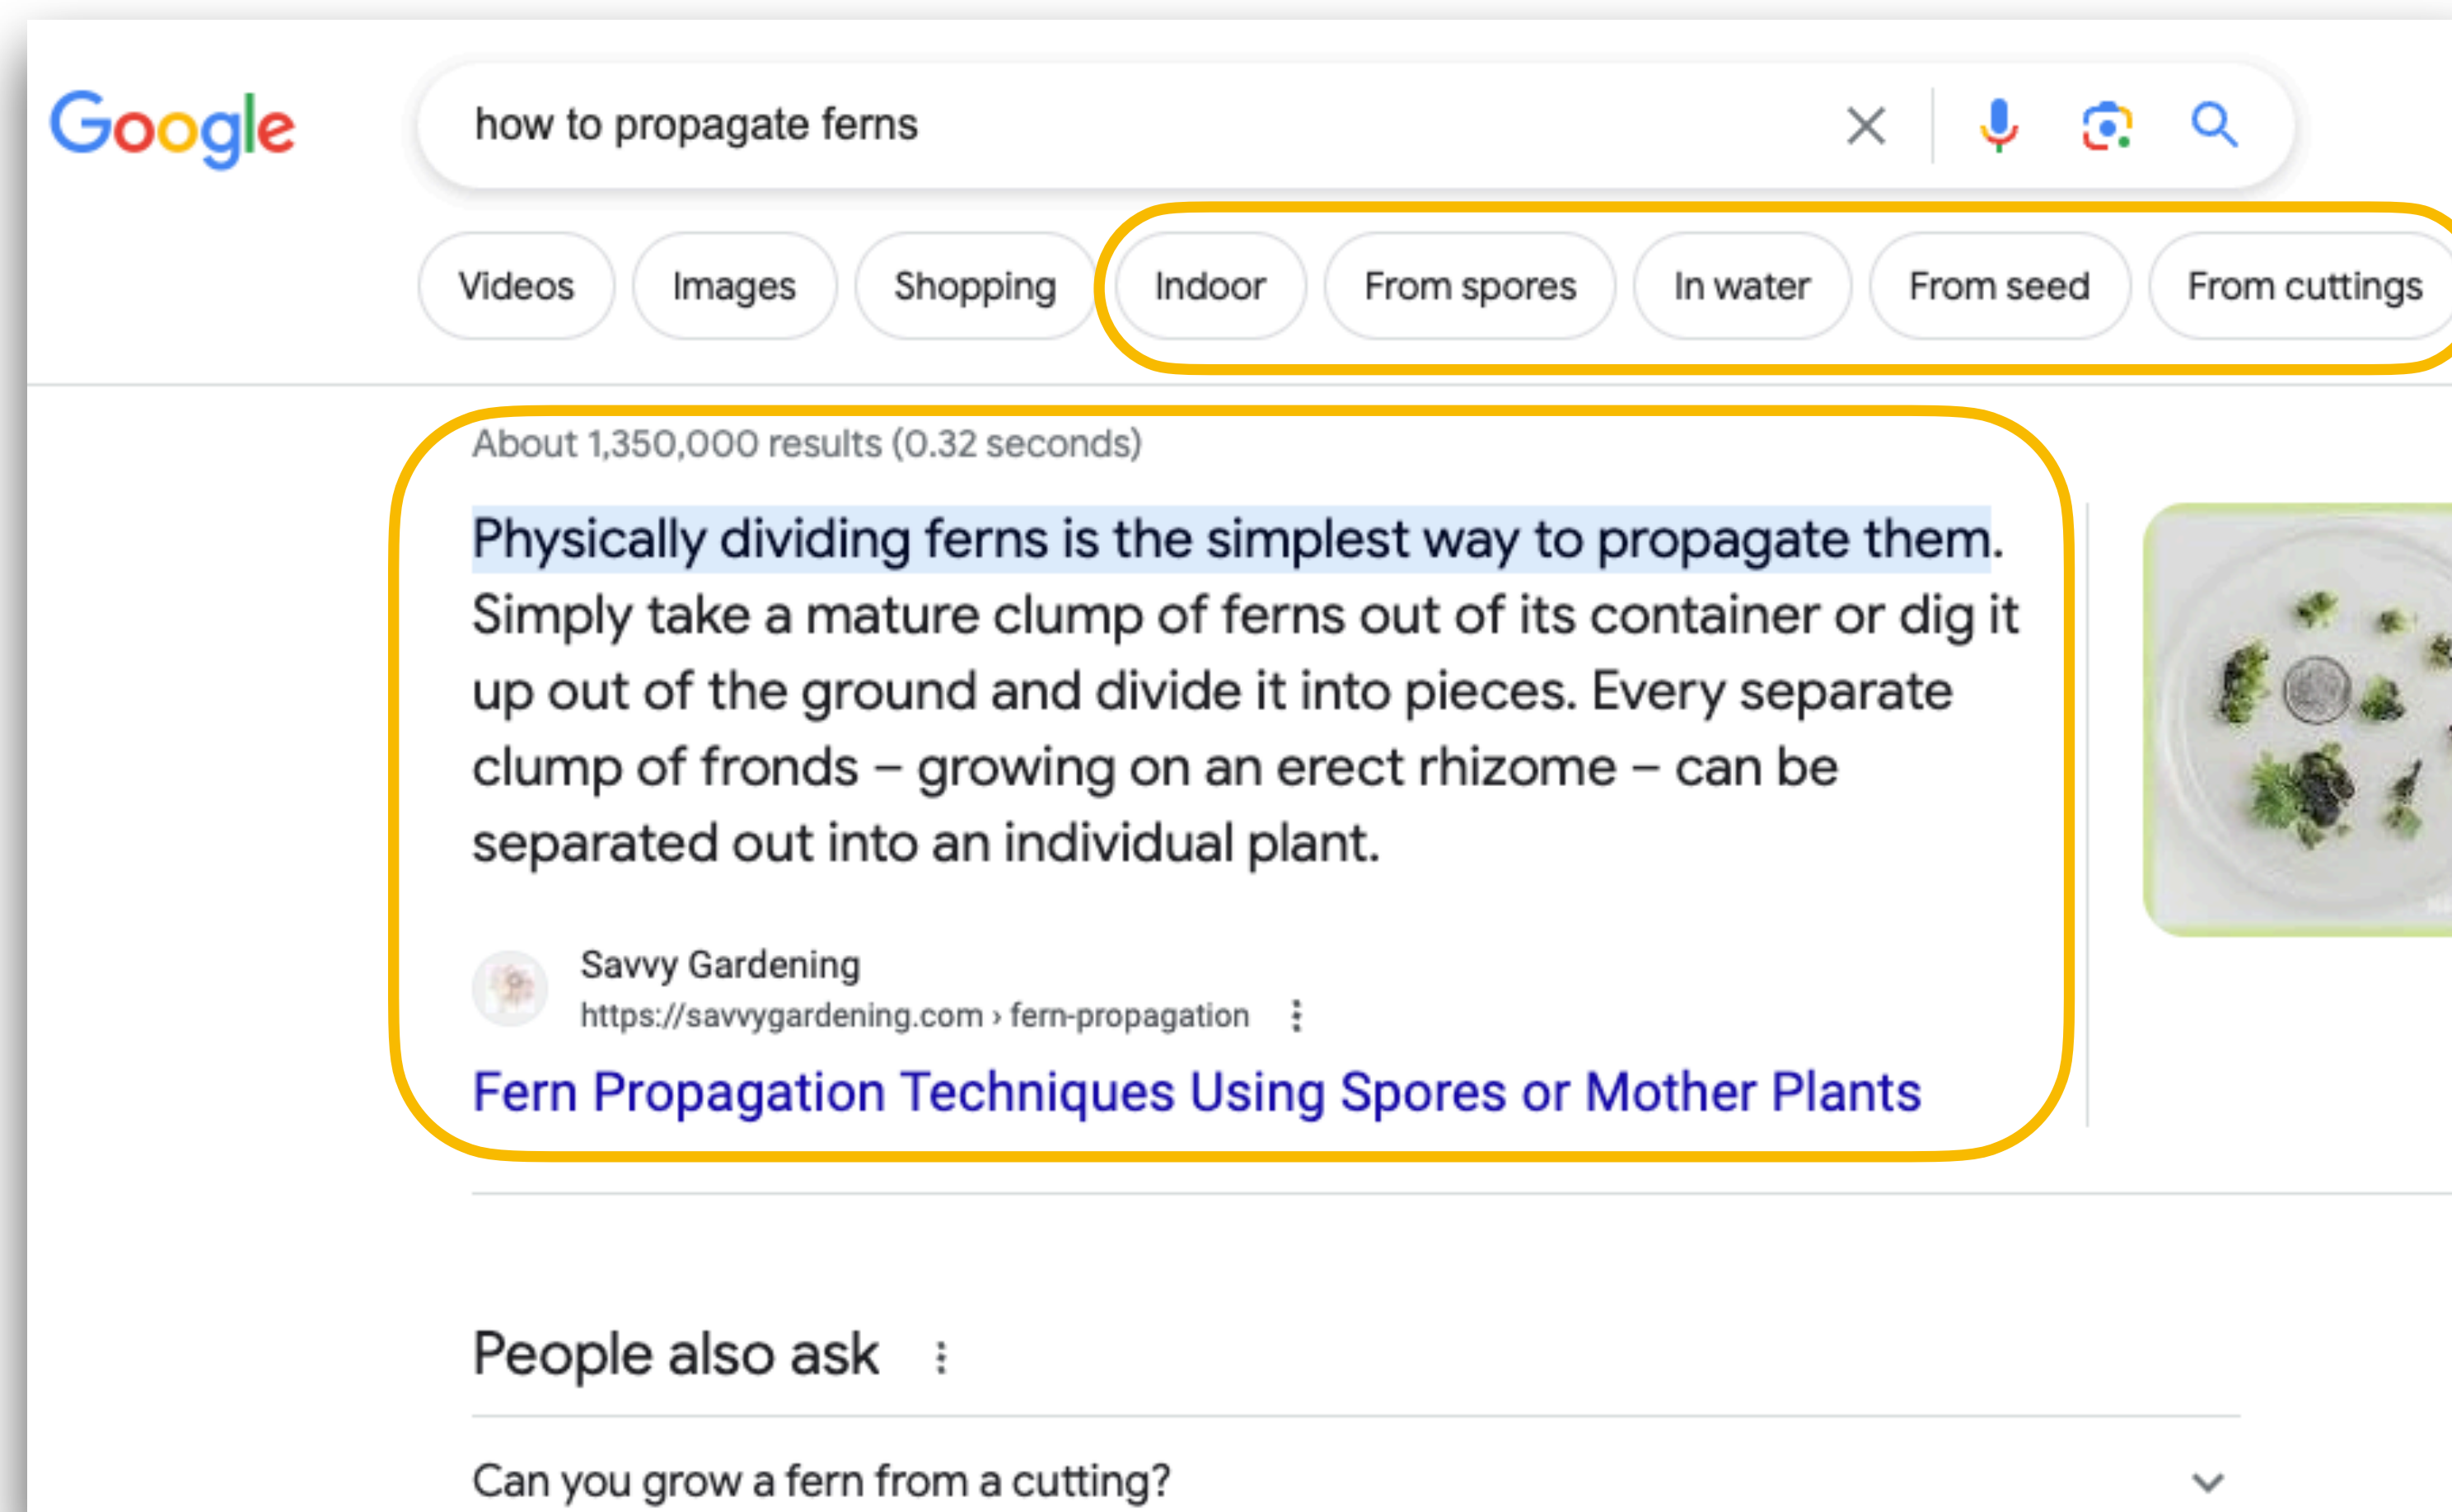 Google
how to propagate ferns
Videos
Images
Shopping
Indoor
From spores
In water
From seed
From cuttings
About 1,350,000 results (0.32 seconds)
Physically dividing ferns is the simplest way to propagate them.
Simply take a mature clump of ferns out of its container or dig it
up out of the ground and divide it into pieces. Every separate
clump of fronds – growing on an erect rhizome – can be
separated out into an individual plant.
Savvy Gardening
https://savvygardening.com › fern-propagation
Fern Propagation Techniques Using Spores or Mother Plants
People also ask
Can you grow a fern from a cutting?